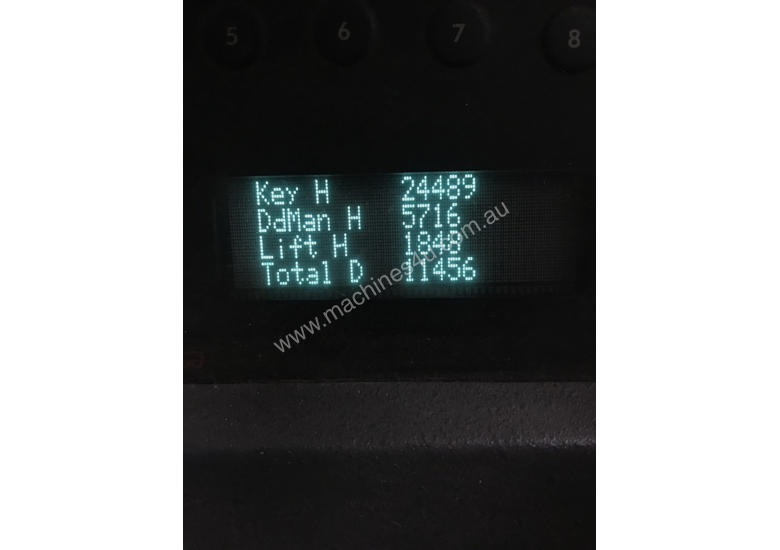 5 6 7 8
Key H 24489
DdMan H 5716
Lift H 1848
Total D 11456
www.machines4u.com.au